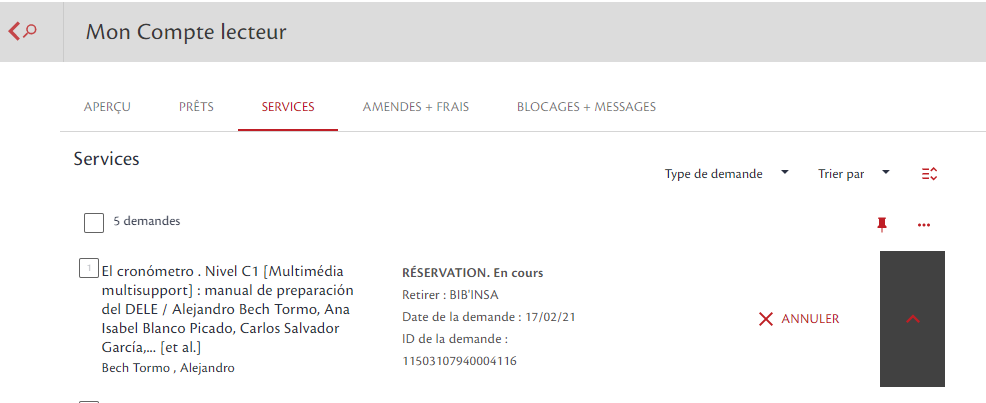 Mon Compte lecteur
APERÇU PRÊTS SERVICES AMENDES + FRAIS BLOCAGES + MESSAGES
Services
Type de demande Trier par
5 demandes
1
El cronómetro . Nivel C1 [Multimédia
multisupport] : manual de preparación
del DELE / Alejandro Bech Tormo, Ana
Isabel Blanco Picado, Carlos Salvador
García,... [et al.]
Bech Tormo , Alejandro
RÉSERVATION. En cours
Retirer : BIB'INSA
Date de la demande : 17/02/21
ID de la demande :
11503107940004116
ANNULER